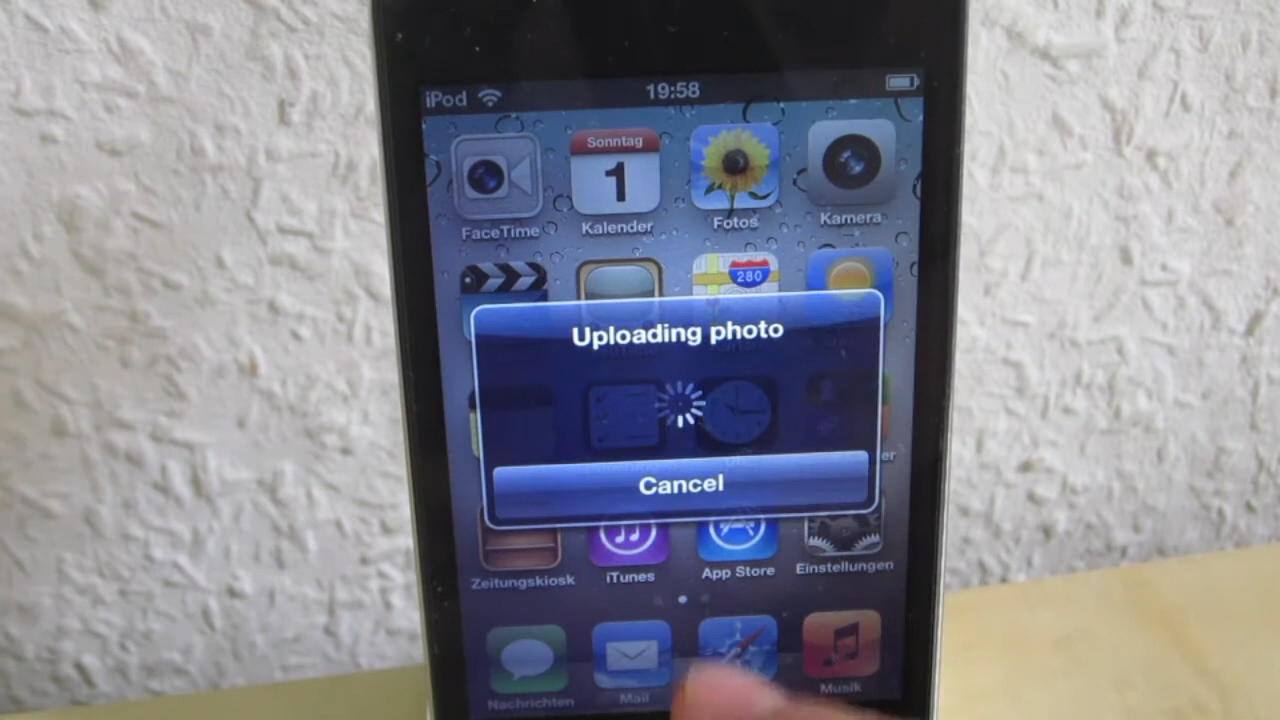 iPod 19:58
Sonntag
1
FaceTime Kalender Fotos Kamera
280
Uploading photo
er
Cancel
Zeitungskiosk iTunes App Store Einstellungen
Nachrichten Mail Musik